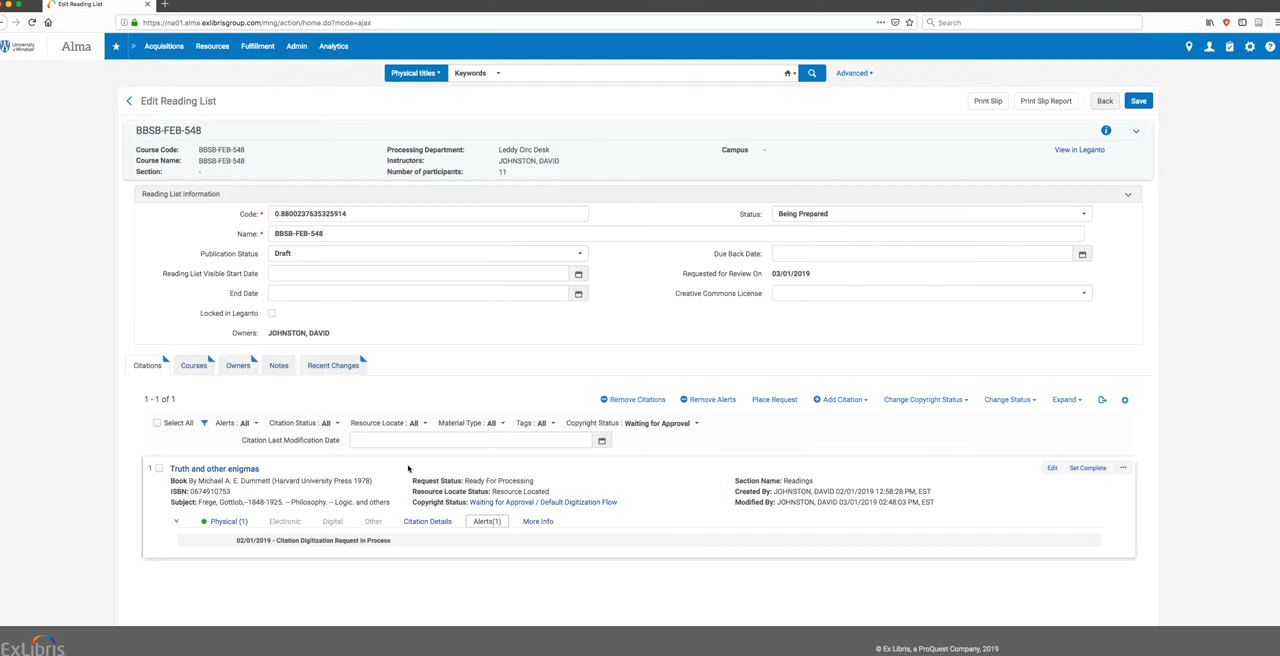 Edit Reading List
https://na01.alma.exlibrisgroup.com/mng/action/home.do?mode=ajax
Search
University of Windsor
Alma
Acquisitions Resources Fulfillment Admin Analytics
Physical titles Keywords Advanced
Edit Reading List
Print Slip Print Slip Report Back Save
BBSB-FEB-548
Course Code: BBSB-FEB-548 Processing Department: Leddy Circ Desk Campus - View in Leganto
Course Name: BBSB-FEB-548 Instructors: JOHNSTON, DAVID
Section: - Number of participants: 11
Reading List Information
Code: * 0.8800237635325914 Status: Being Prepared
Name: * BBSB-FEB-548
Publication Status Draft Due Back Date:
Reading List Visible Start Date Requested for Review On 03/01/2019
End Date Creative Commons License
Locked in Leganto
Owners: JOHNSTON, DAVID
Citations Courses Owners Notes Recent Changes
1 - 1 of 1 Remove Citations Remove Alerts Place Request Add Citation Change Copyright Status Change Status Expand
Select All Alerts : All Citation Status : All Resource Locate : All Material Type : All Tags : All Copyright Status : Waiting for Approval
Citation Last Modification Date
1 Truth and other enigmas Edit Set Complete ...
Book By Michael A. E. Dummett (Harvard University Press 1978) Request Status: Ready For Processing Section Name: Readings
ISBN: 0674910753 Resource Locate Status: Resource Located Created By: JOHNSTON, DAVID 02/01/2019 12:58:28 PM, EST
Subject: Frege, Gottlob,--1848-1925. -- Philosophy. -- Logic. and others Copyright Status: Waiting for Approval / Default Digitization Flow Modified By: JOHNSTON, DAVID 03/01/2019 02:48:03 PM, EST
Physical (1) Electronic Digital Other Citation Details Alerts(1) More Info
02/01/2019 - Citation Digitization Request in Process
ExLibris © Ex Libris, a ProQuest Company, 2019